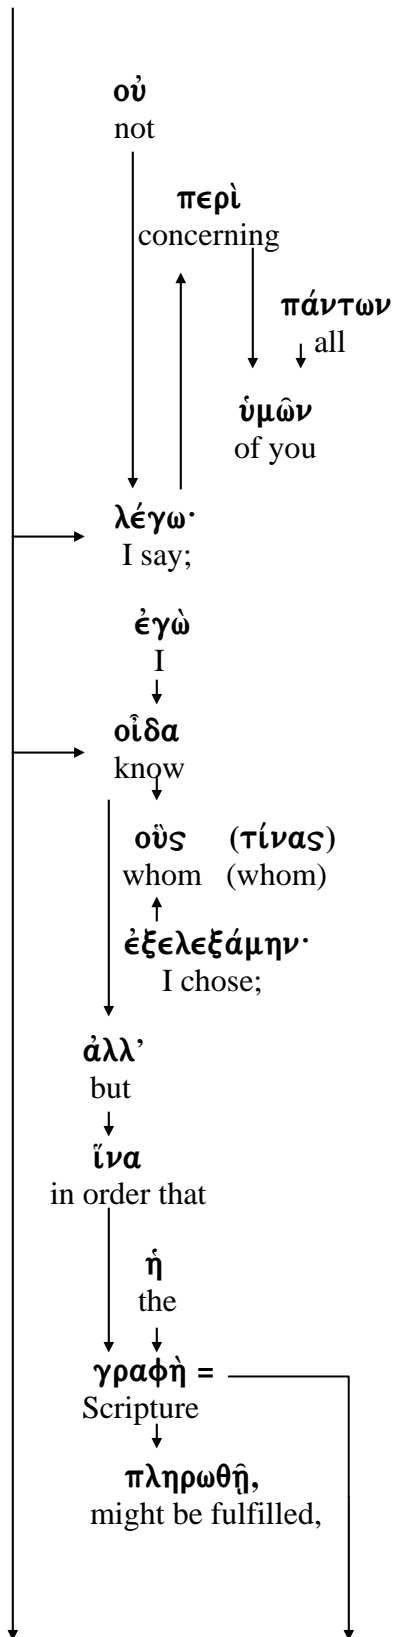 οὐ
not
περὶ
concerning
πάντων
all
ὑμῶν
of you
λέγω·
I say;
ἐγὼ
I
οἶδα
know
οὓς (τίνας)
whom (whom)
ἐξελεξάμην·
I chose;
ἀλλ’
but
ἵνα
in order that
ἡ
the
γραφὴ =
Scripture
πληρωθῇ,
might be fulfilled,